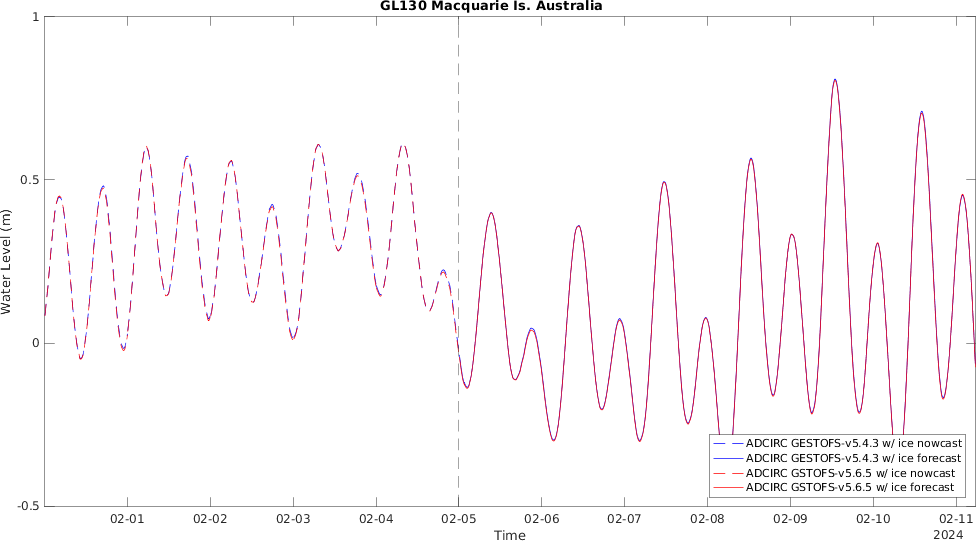 GL130 Macquarie Is. Australia
1
0.5
0
-0.5
Water Level (m)
ADCIRC GESTOFS-v5.4.3 w/ ice nowcast
ADCIRC GESTOFS-v5.4.3 w/ ice forecast
ADCIRC GSTOFS-v5.6.5 w/ ice nowcast
ADCIRC GSTOFS-v5.6.5 w/ ice forecast
02-01 02-02 02-03 02-04 02-05 02-06 02-07 02-08 02-09 02-10 02-11
Time 2024